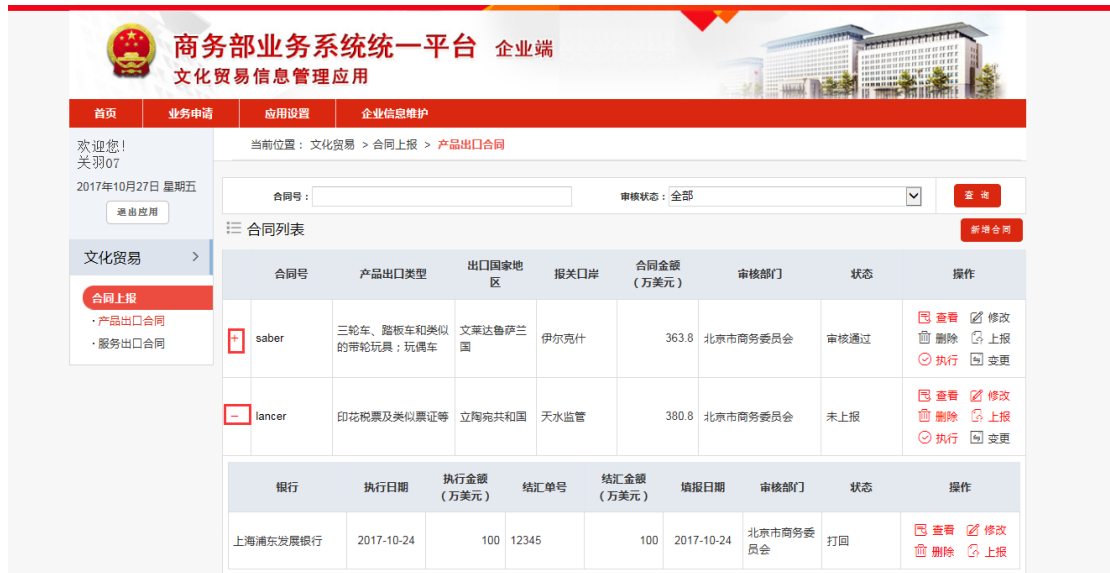 商务部业务系统统一平台 企业端
文化贸易信息管理应用
首页 业务申请 应用设置 企业信息维护
欢迎您!
关羽07
2017年10月27日 星期五
退出应用
文化贸易 >
合同上报
·产品出口合同
·服务出口合同
当前位置： 文化贸易 > 合同上报 > 产品出口合同
合同号： 审核状态：全部 查 询
合同列表 新增合同
合同号 产品出口类型 出口国家地 报关口岸 合同金额 审核部门 状态 操作
区 （万美元）
+ saber 三轮车、踏板车和类似 文莱达鲁萨兰 伊尔克什 363.8 北京市商务委员会 审核通过 查看 修改
的带轮玩具；玩偶车 国 删除 上报
执行 变更
- lancer 印花税票及类似票证等 立陶宛共和国 天水监管 380.8 北京市商务委员会 未上报 查看 修改
删除 上报
执行 变更
银行 执行日期 执行金额 结汇单号 结汇金额 填报日期 审核部门 状态 操作
（万美元） （万美元）
上海浦东发展银行 2017-10-24 100 12345 100 2017-10-24 北京市商务委 打回 查看 修改
员会 删除 上报